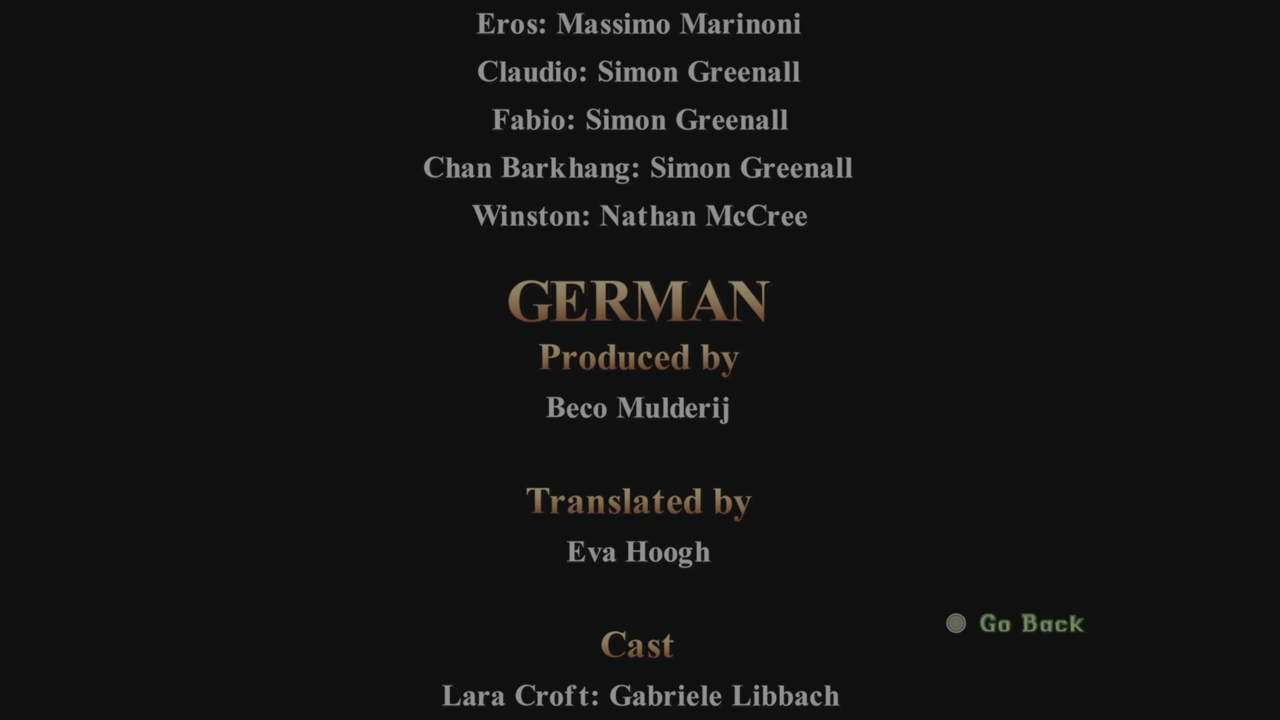 Eros: Massimo Marinoni
Claudio: Simon Greenall
Fabio: Simon Greenall
Chan Barkhang: Simon Greenall
Winston: Nathan McCree
GERMAN
Produced by
Beco Mulderij
Translated by
Eva Hoogh
Go Back
Cast
Lara Croft: Gabriele Libbach